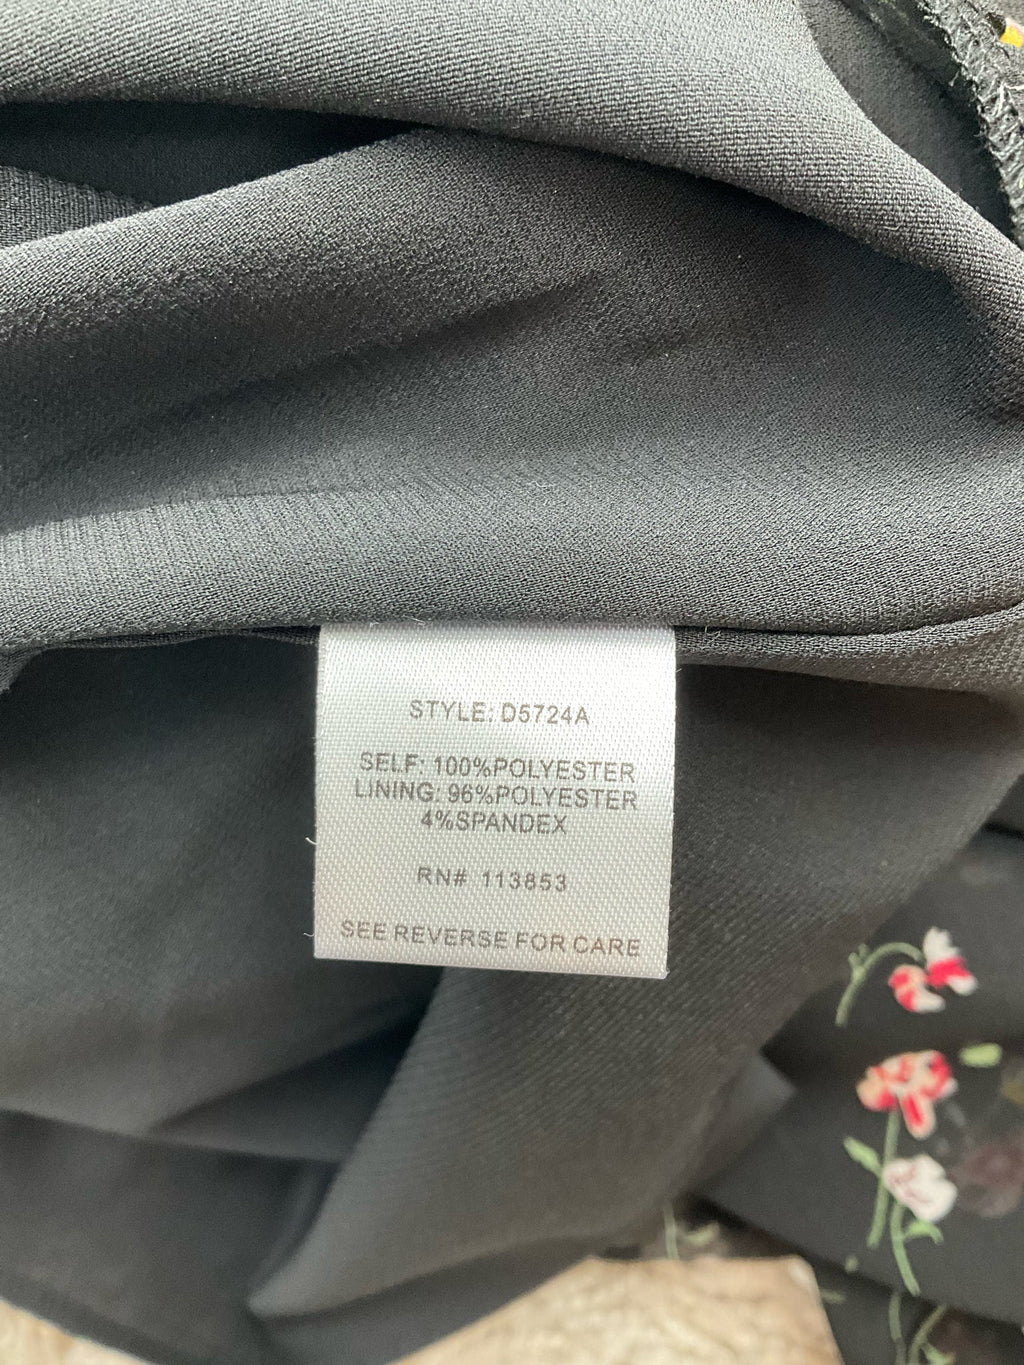 STYLE: D5724A
SELF: 100%POLYESTER
LINING: 96%POLYESTER
4%SPANDEX
RN# 113853
SEE REVERSE FOR CARE